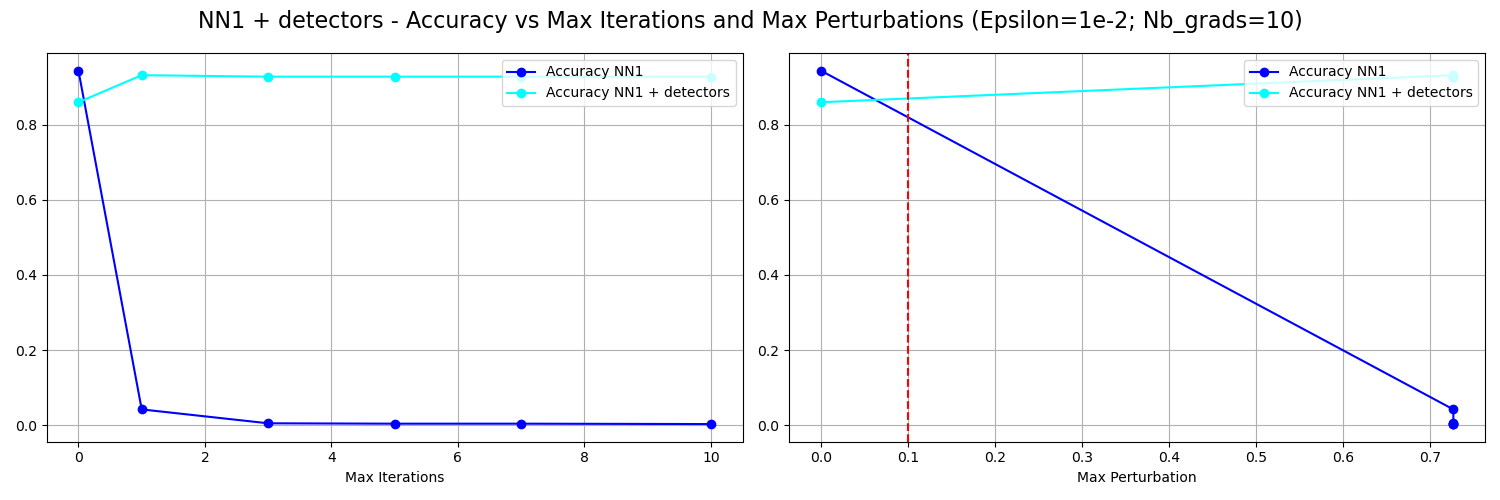 NN1 + detectors - Accuracy vs Max Iterations and Max Perturbations (Epsilon=1e-2; Nb_grads=10)
Accuracy NN1
Accuracy NN1 + detectors
0.8
0.6
0.4
0.2
0.0
0 2 4 6 8 10
Max Iterations
Accuracy NN1
Accuracy NN1 + detectors
0.8
0.6
0.4
0.2
0.0
0.0 0.1 0.2 0.3 0.4 0.5 0.6 0.7
Max Perturbation